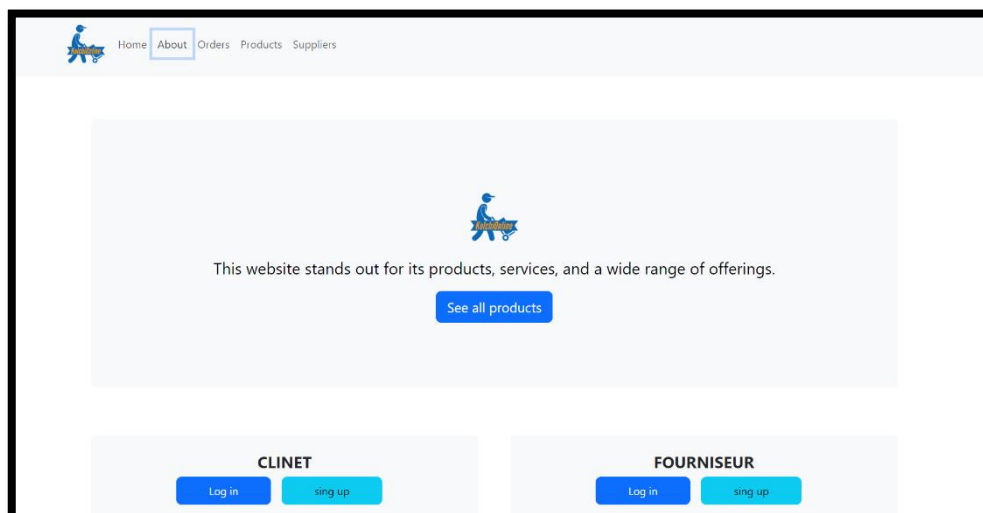 Home About Orders Products Suppliers
This website stands out for its products, services, and a wide range of offerings.
See all products
CLINET FOURNISEUR
Log in sing up Log in sing up